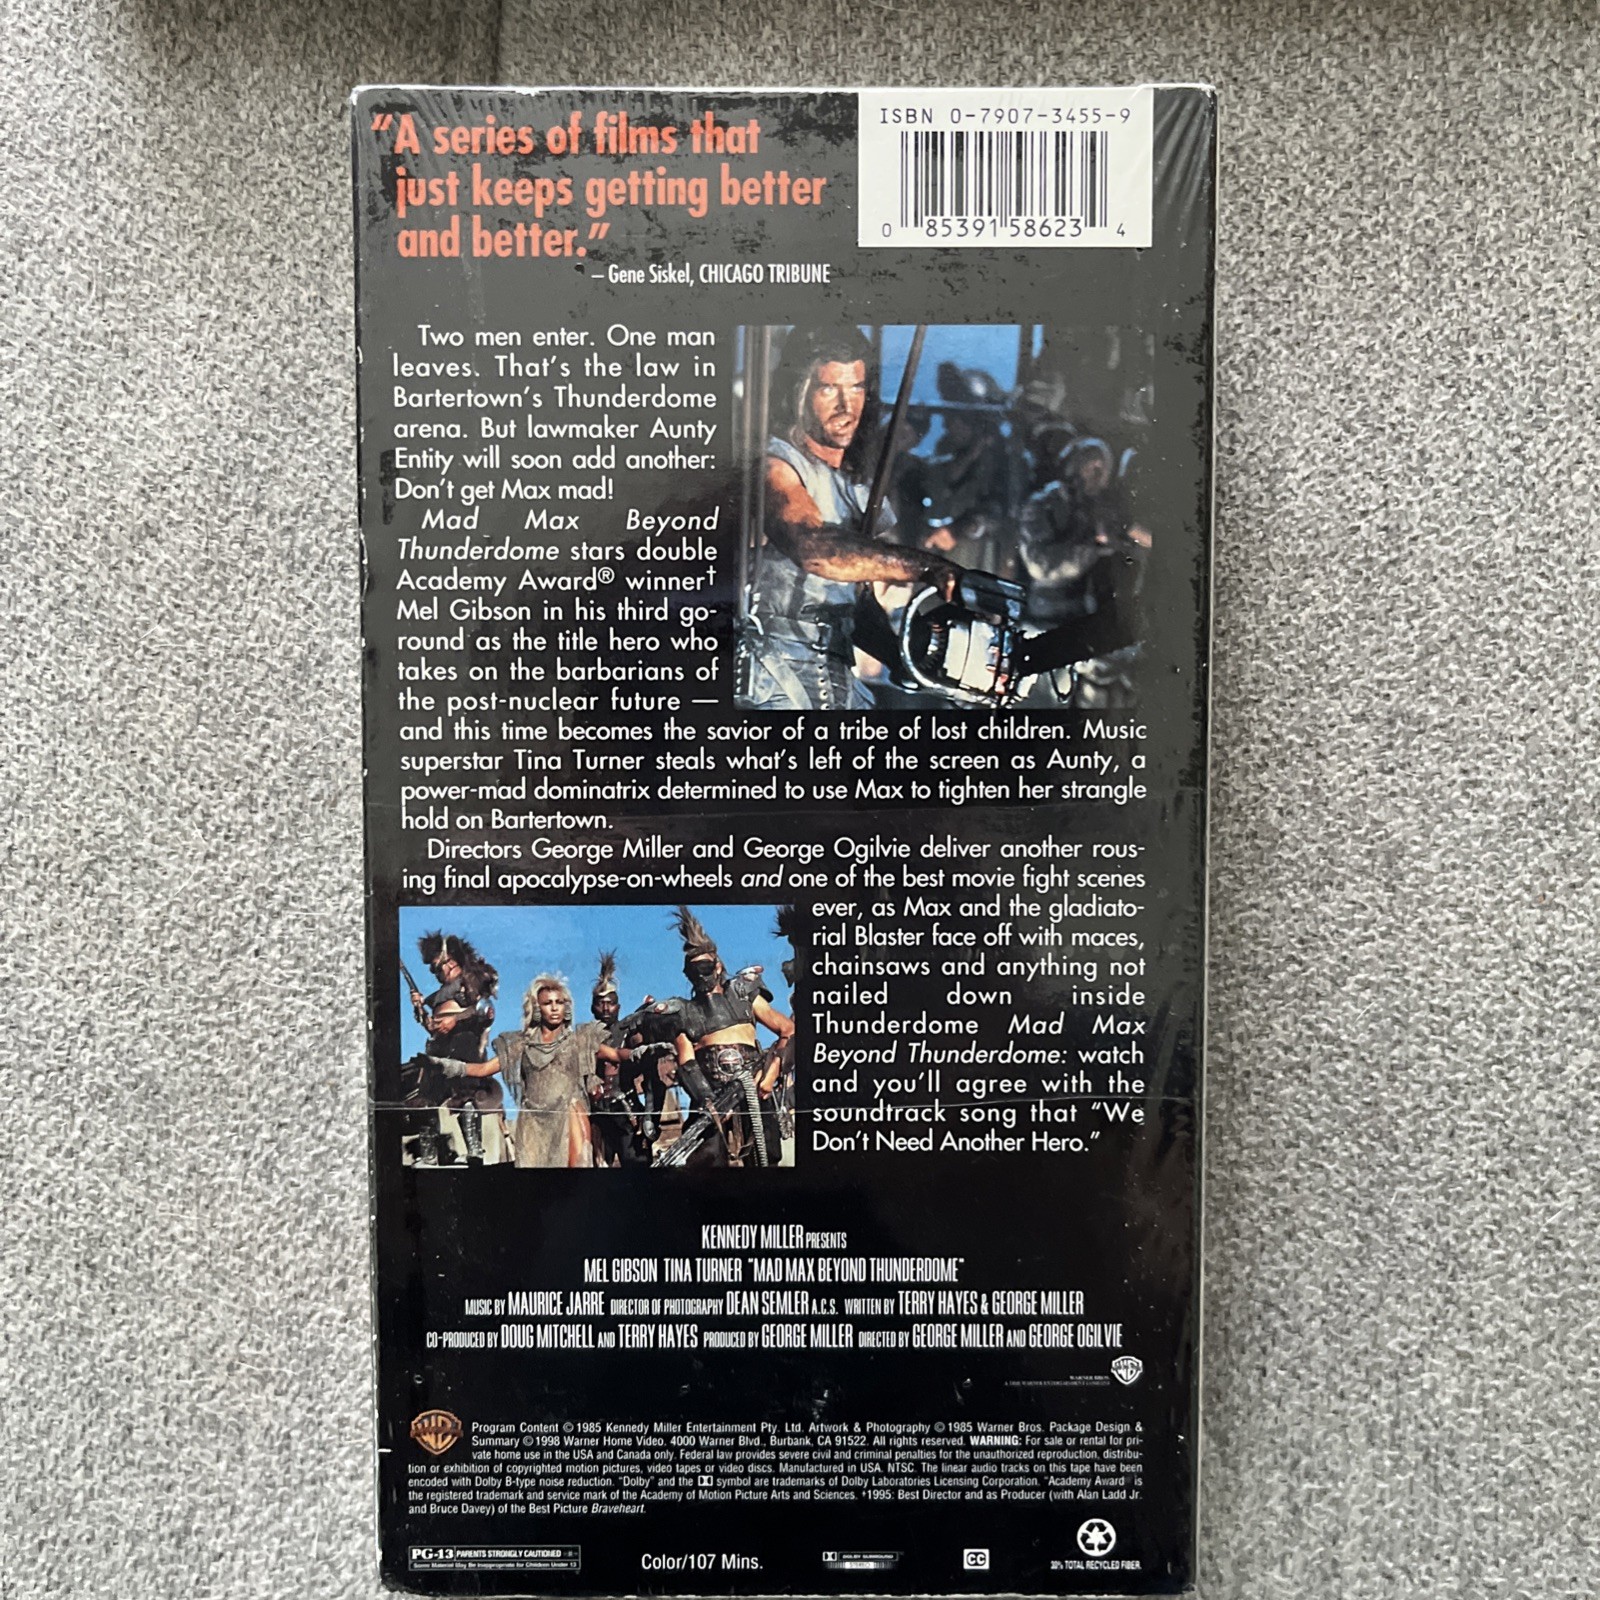 "A series of films that
just keeps getting better
and better."
– Gene Siskel, CHICAGO TRIBUNE
ISBN 0-7907-3455-9
0 85391 58623 4
Two men enter. One man
leaves. That's the law in
Bartertown's Thunderdome
arena. But lawmaker Aunty
Entity will soon add another:
Don't get Max mad!
Mad Max Beyond
Thunderdome stars double
Academy Award® winner†
Mel Gibson in his third go-
round as the title hero who
takes on the barbarians of
the post-nuclear future —
and this time becomes the savior of a tribe of lost children. Music
superstar Tina Turner steals what's left of the screen as Aunty, a
power-mad dominatrix determined to use Max to tighten her strangle
hold on Bartertown.
Directors George Miller and George Ogilvie deliver another rous-
ing final apocalypse-on-wheels and one of the best movie fight scenes
ever, as Max and the gladiato-
rial Blaster face off with maces,
chainsaws and anything not
nailed down inside
Thunderdome Mad Max
Beyond Thunderdome: watch
and you'll agree with the
soundtrack song that "We
Don't Need Another Hero."
KENNEDY MILLER PRESENTS
MEL GIBSON TINA TURNER "MAD MAX BEYOND THUNDERDOME"
MUSIC BY MAURICE JARRE DIRECTOR OF PHOTOGRAPHY DEAN SEMLER A.C.S. WRITTEN BY TERRY HAYES & GEORGE MILLER
CO-PRODUCED BY DOUG MITCHELL AND TERRY HAYES PRODUCED BY GEORGE MILLER DIRECTED BY GEORGE MILLER AND GEORGE OGILVIE
WARNER BROS
Program Content © 1985 Kennedy Miller Entertainment Pty. Ltd. Artwork & Photography © 1985 Warner Bros. Package Design &
Summary © 1998 Warner Home Video. 4000 Warner Blvd., Burbank, CA 91522. All rights reserved. WARNING: For sale or rental for pri-
vate home use in the USA and Canada only. Federal law provides severe civil and criminal penalties for the unauthorized reproduction, distribu-
tion or exhibition of copyrighted motion pictures, video tapes or video discs. Manufactured in USA. NTSC. The linear audio tracks on this tape have been
encoded with Dolby B-type noise reduction. "Dolby" and the symbol are trademarks of Dolby Laboratories Licensing Corporation. "Academy Award" is
the registered trademark and service mark of the Academy of Motion Picture Arts and Sciences. †1995: Best Director and as Producer (with Alan Ladd Jr.
and Bruce Davey) of the Best Picture Braveheart.
PG-13 PARENTS STRONGLY CAUTIONED
Some Material May Be Inappropriate for Children Under 13
Color/107 Mins.
DOLBY SURROUND
STEREO
CC
30% TOTAL RECYCLED FIBER.